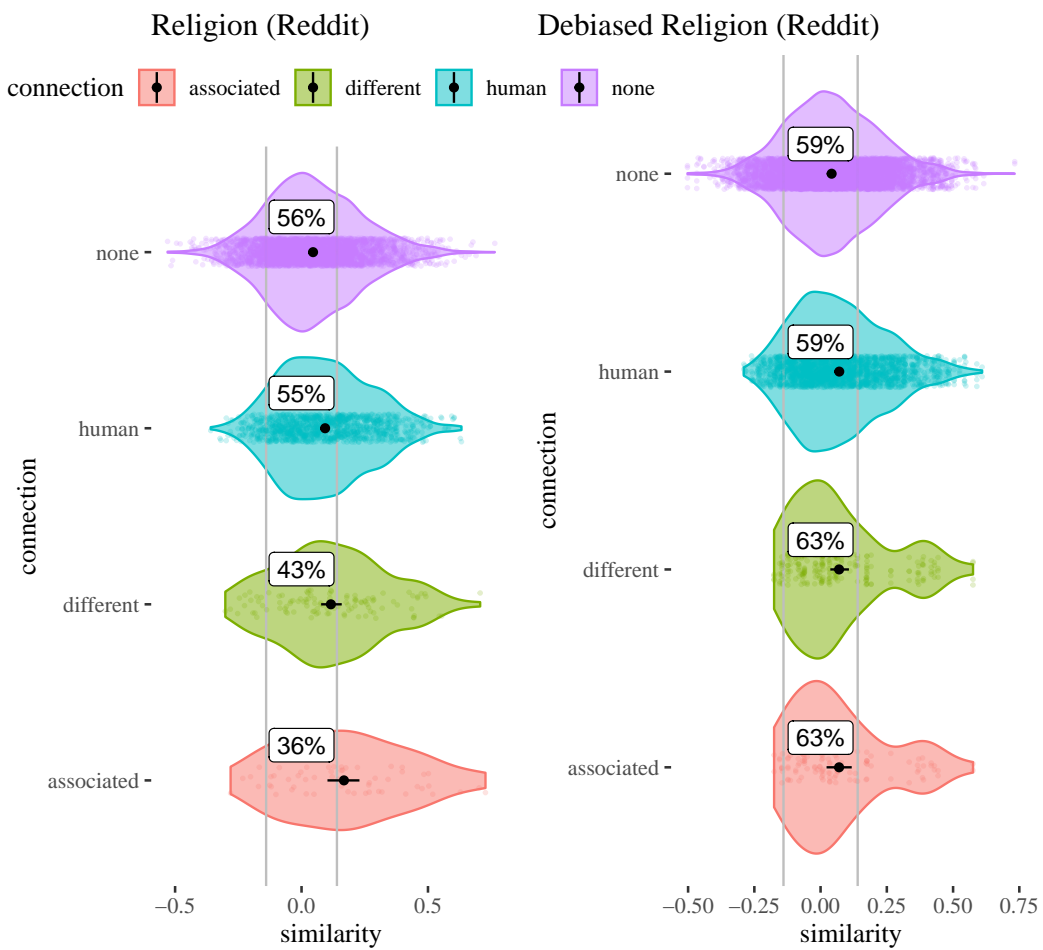 Religion (Reddit)
Debiased Religion (Reddit)
connection associated different human none
connection
none
human
different
associated
56%
55%
43%
36%
−0.5 0.0 0.5
similarity
connection
none
human
different
associated
59%
59%
63%
63%
−0.50 −0.25 0.00 0.25 0.50 0.75
similarity